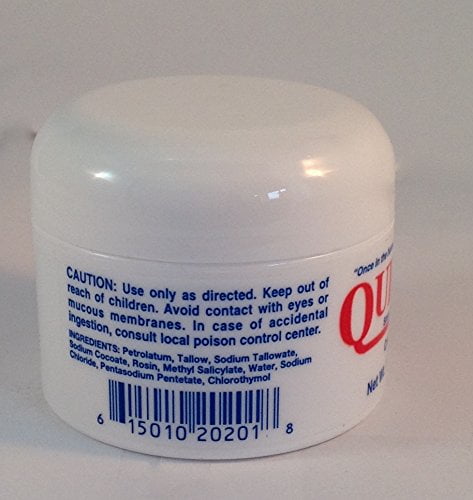 CAUTION: Use only as directed. Keep out of
reach of children. Avoid contact with eyes or
mucous membranes. In case of accidental
ingestion, consult local poison control center.
INGREDIENTS: Petrolatum, Tallow, Sodium Tallowate,
Sodium Cocoate, Rosin, Methyl Salicylate, Water, Sodium
Chloride, Pentasodium Pentetate, Chlorothymol
6 15010 20201 8
"Once in the
QU
Net